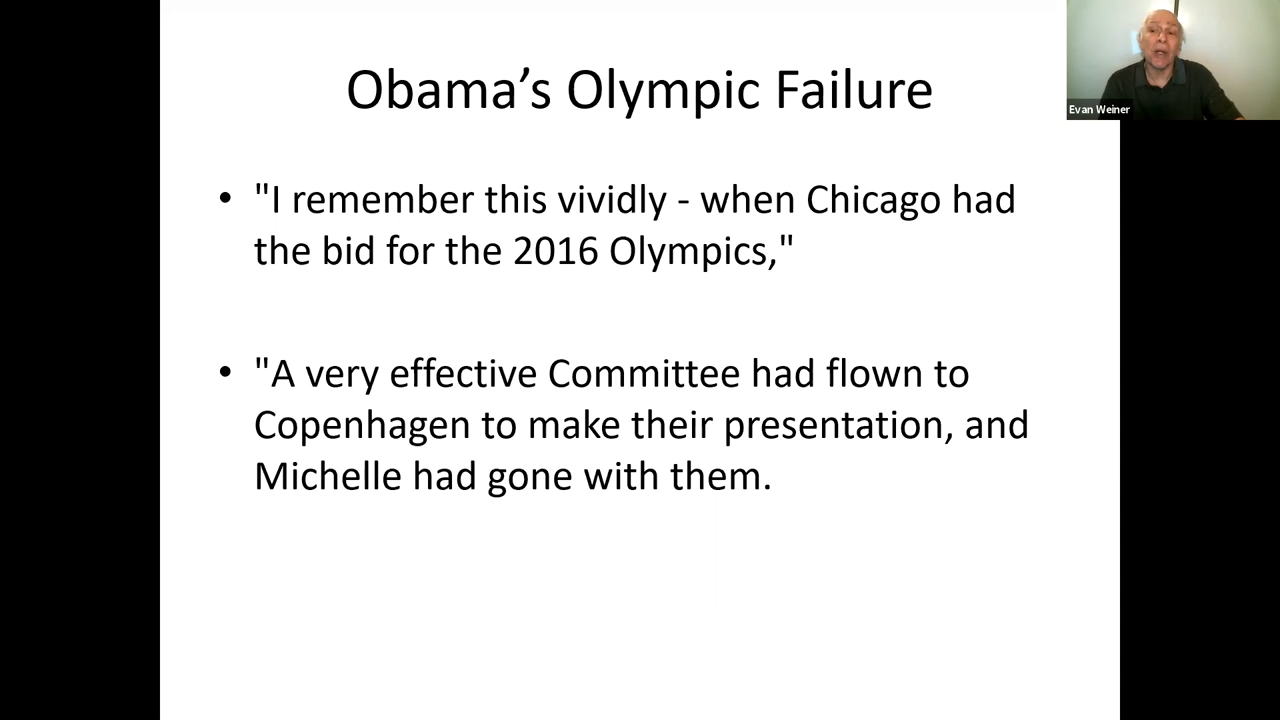 Obama’s Olympic Failure
Evan Weiner
• "I remember this vividly - when Chicago had
the bid for the 2016 Olympics,"
• "A very effective Committee had flown to
Copenhagen to make their presentation, and
Michelle had gone with them.